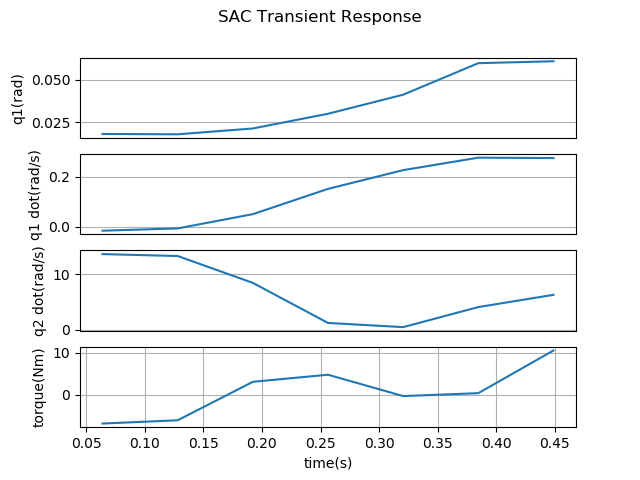 SAC Transient Response
q1(rad)
0.050
0.025
q1 dot(rad/s)
0.2
0.0
q2 dot(rad/s)
10
0
torque(Nm)
10
0
0.05 0.10 0.15 0.20 0.25 0.30 0.35 0.40 0.45
time(s)